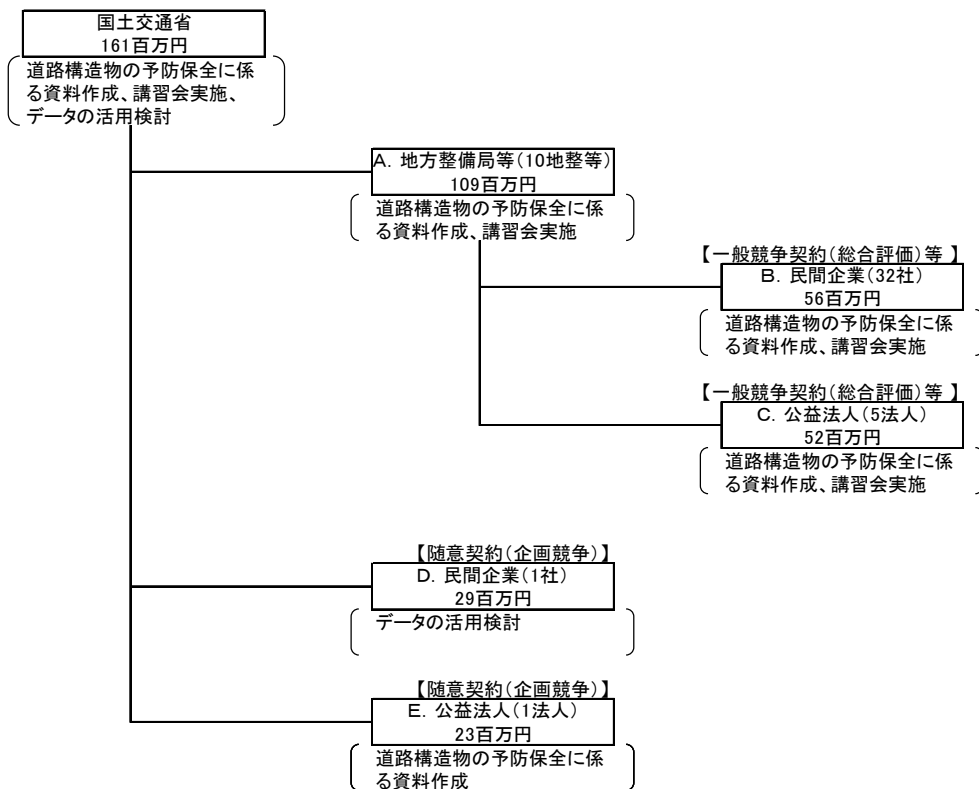 国土交通省
161百万円
道路構造物の予防保全に係
る資料作成、講習会実施、
データの活用検討
A. 地方整備局等(10地整等)
109百万円
道路構造物の予防保全に係
る資料作成、講習会実施
【一般競争契約(総合評価)等 】
B. 民間企業(32社)
56百万円
道路構造物の予防保全に係
る資料作成、講習会実施
【一般競争契約(総合評価)等 】
C. 公益法人(5法人)
52百万円
道路構造物の予防保全に係
る資料作成、講習会実施
【随意契約(企画競争)】
D. 民間企業(1社)
29百万円
データの活用検討
【随意契約(企画競争)】
E. 公益法人(1法人)
23百万円
道路構造物の予防保全に係
る資料作成